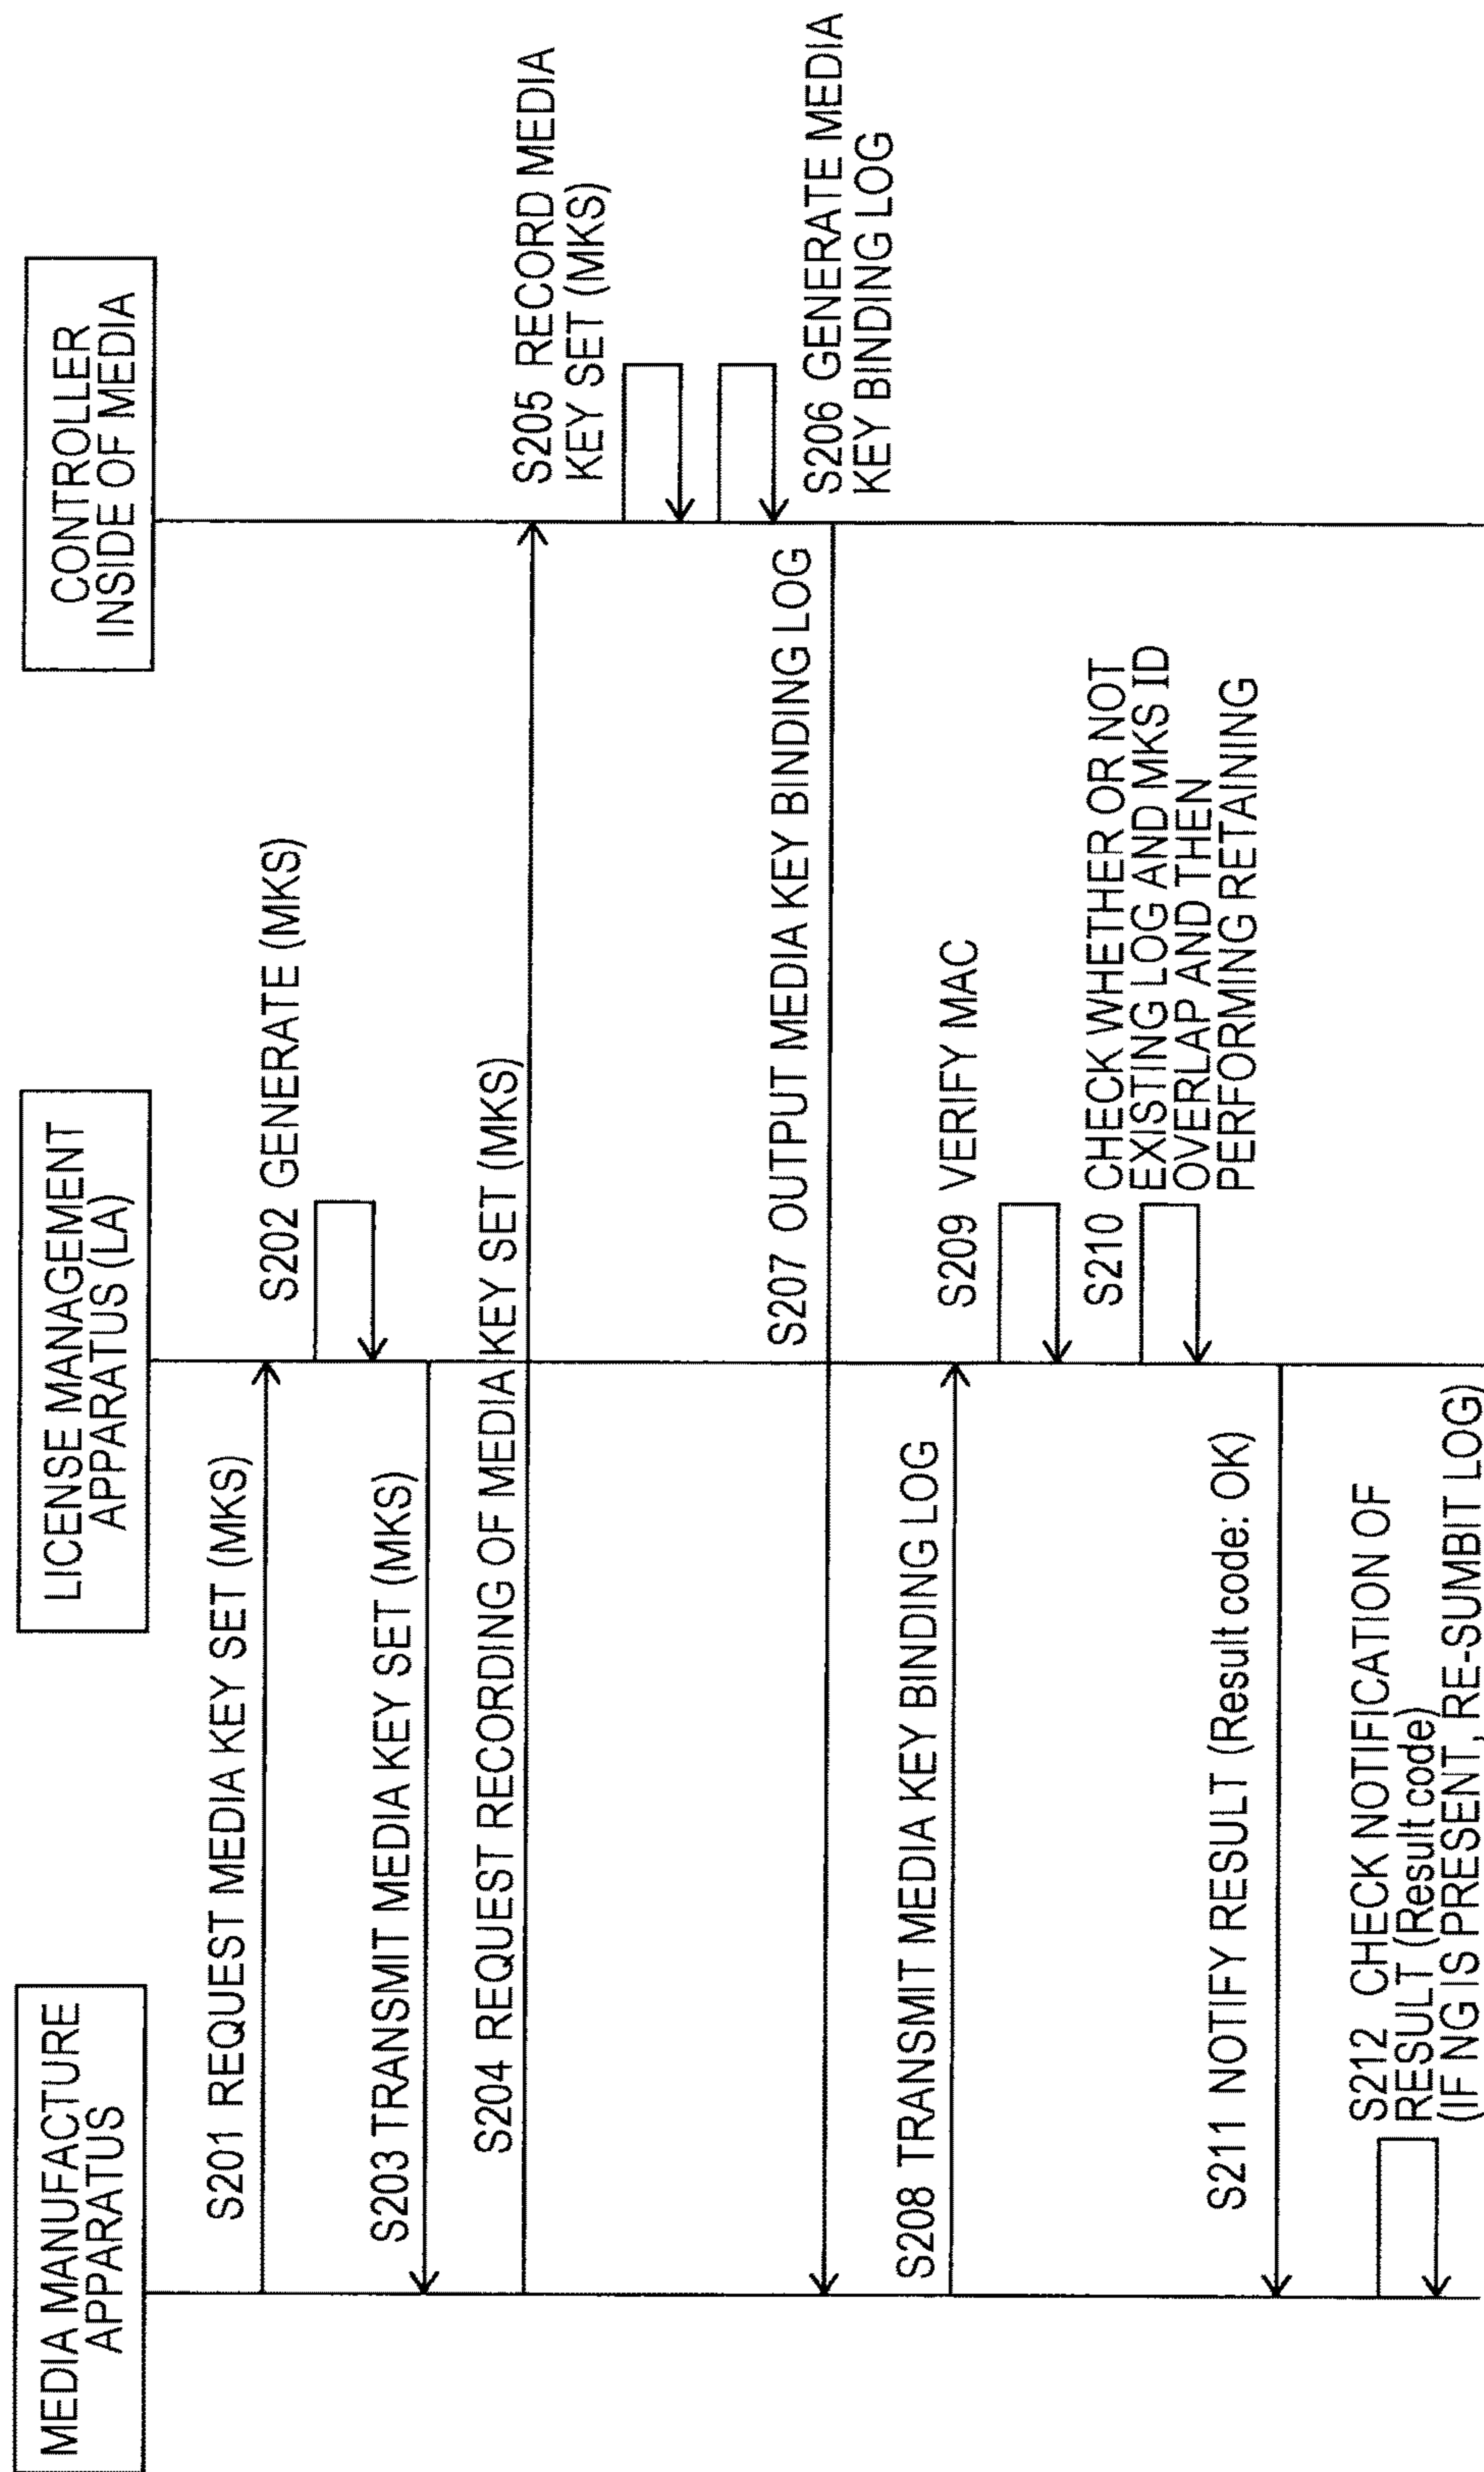 MEDIA MANUFACTURE
APPARATUS
LICENSE MANAGEMENT
APPARATUS (LA)
CONTROLLER
INSIDE OF MEDIA
S201 REQUEST MEDIA KEY SET (MKS)
S202 GENERATE (MKS)
S203 TRANSMIT MEDIA KEY SET (MKS)
S204 REQUEST RECORDING OF MEDIA KEY SET (MKS)
S205 RECORD MEDIA
KEY SET (MKS)
S206 GENERATE MEDIA
KEY BINDING LOG
S207 OUTPUT MEDIA KEY BINDING LOG
S208 TRANSMIT MEDIA KEY BINDING LOG
S209 VERIFY MAC
S210 CHECK WHETHER OR NOT
EXISTING LOG AND MKS ID
OVERLAP AND THEN
PERFORMING RETAINING
S211 NOTIFY RESULT (Result code: OK)
S212 CHECK NOTIFICATION OF
RESULT (Result code)
(IF NG IS PRESENT, RE-SUMBIT LOG)